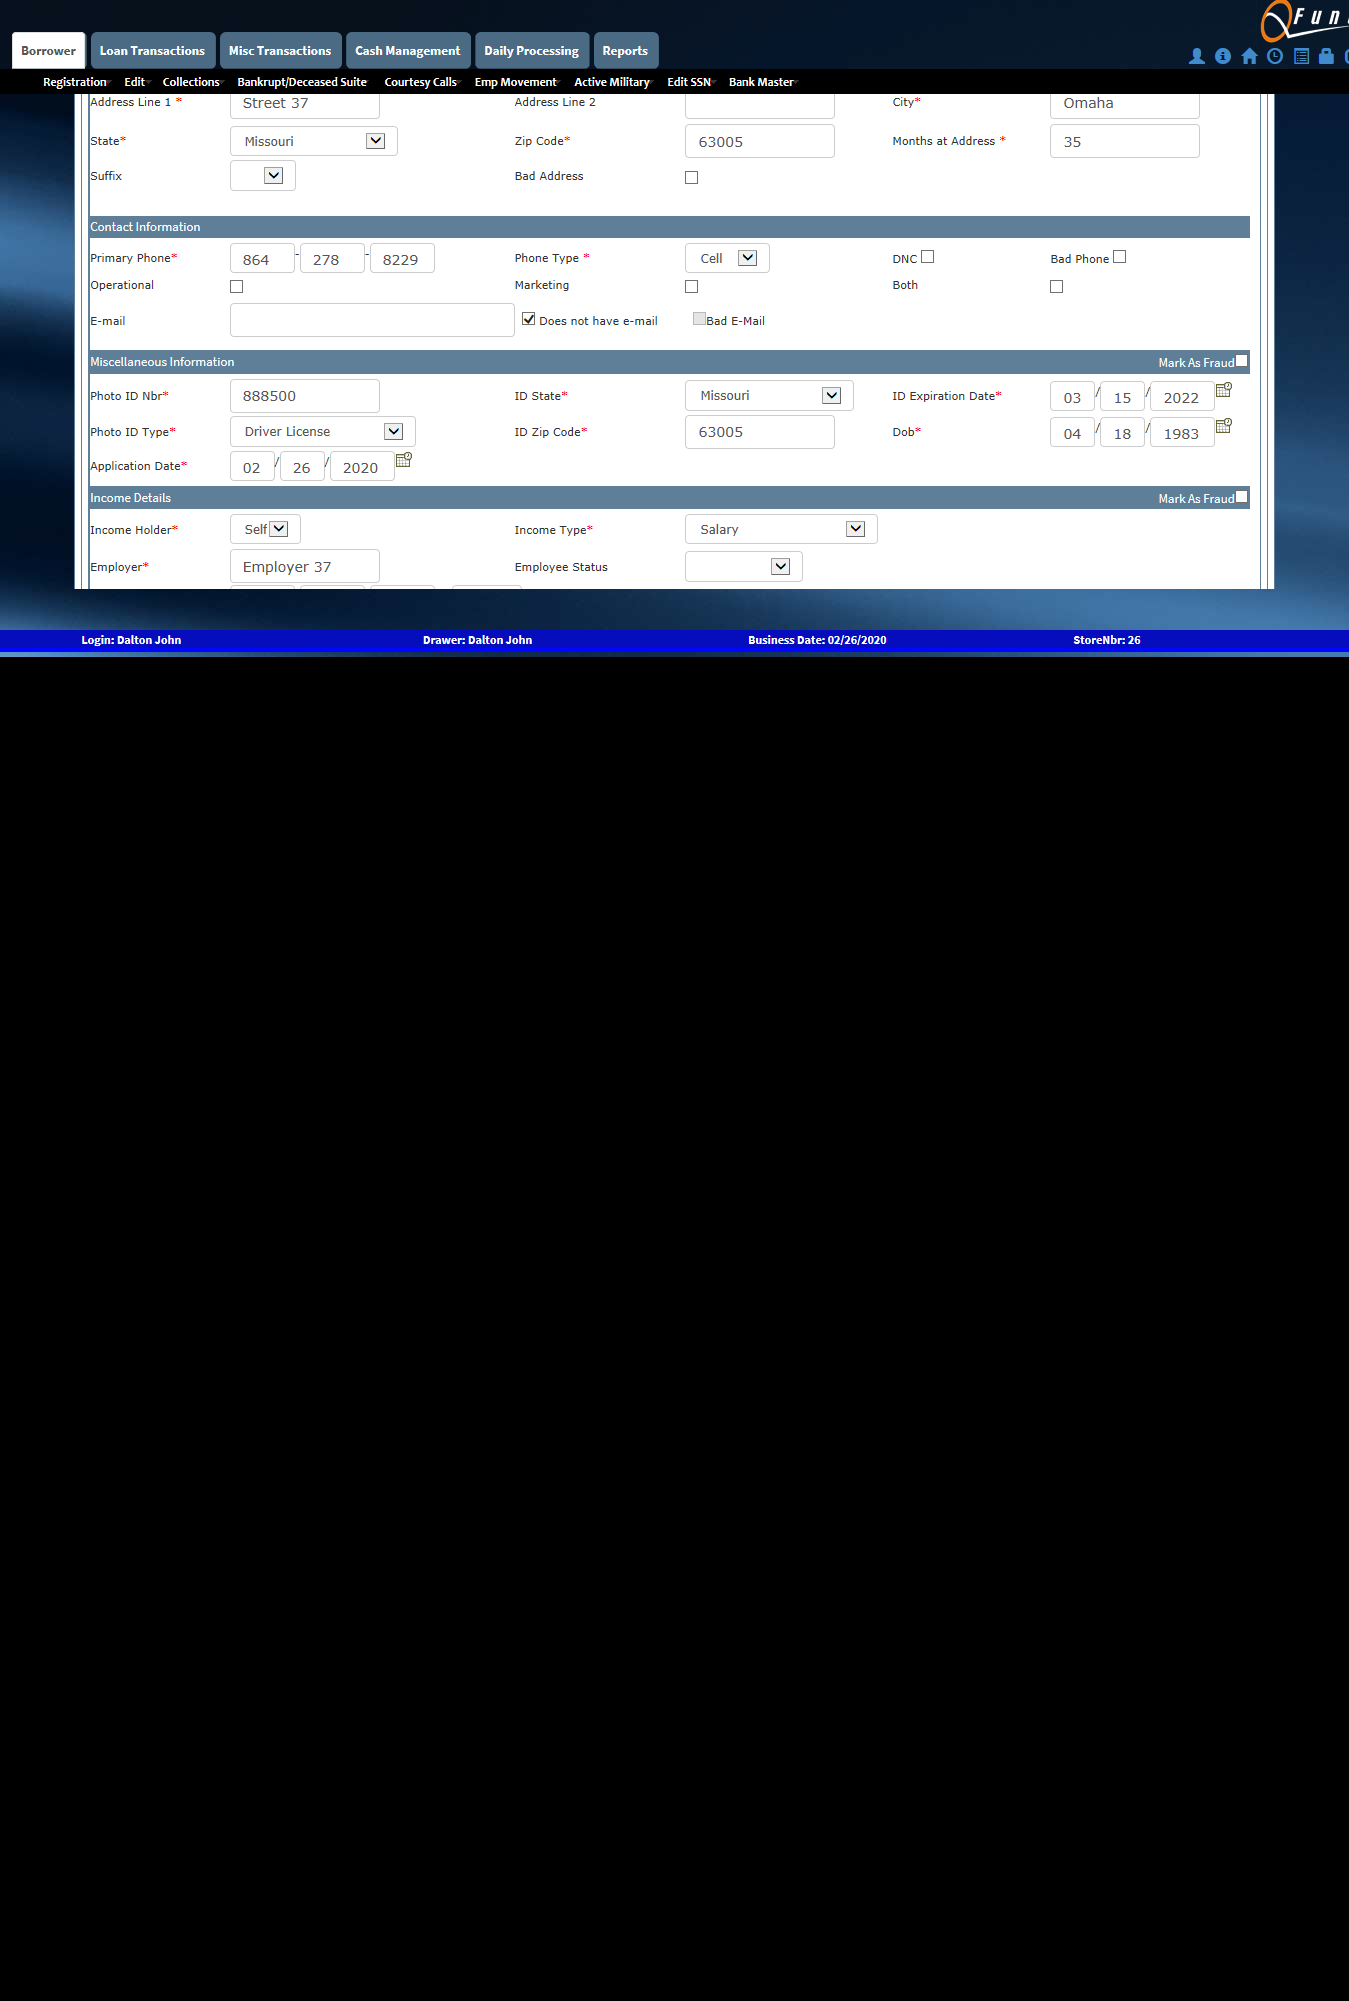 Fun
Borrower Loan Transactions Misc Transactions Cash Management Daily Processing Reports
Registration Edit Collections Bankrupt/Deceased Suite Courtesy Calls Emp Movement Active Military Edit SSN Bank Master
Address Line 1 * Street 37 Address Line 2 City* Omaha
State* Missouri Zip Code* 63005 Months at Address * 35
Suffix Bad Address
Contact Information
Primary Phone* 864 - 278 - 8229 Phone Type * Cell DNC Bad Phone
Operational Marketing Both
E-mail Does not have e-mail Bad E-Mail
Miscellaneous Information Mark As Fraud
Photo ID Nbr* 888500 ID State* Missouri ID Expiration Date* 03 / 15 / 2022
Photo ID Type* Driver License ID Zip Code* 63005 Dob* 04 / 18 / 1983
Application Date* 02 / 26 / 2020
Income Details Mark As Fraud
Income Holder* Self Income Type* Salary
Employer* Employer 37 Employee Status
Login: Dalton John Drawer: Dalton John Business Date: 02/26/2020 StoreNbr: 26